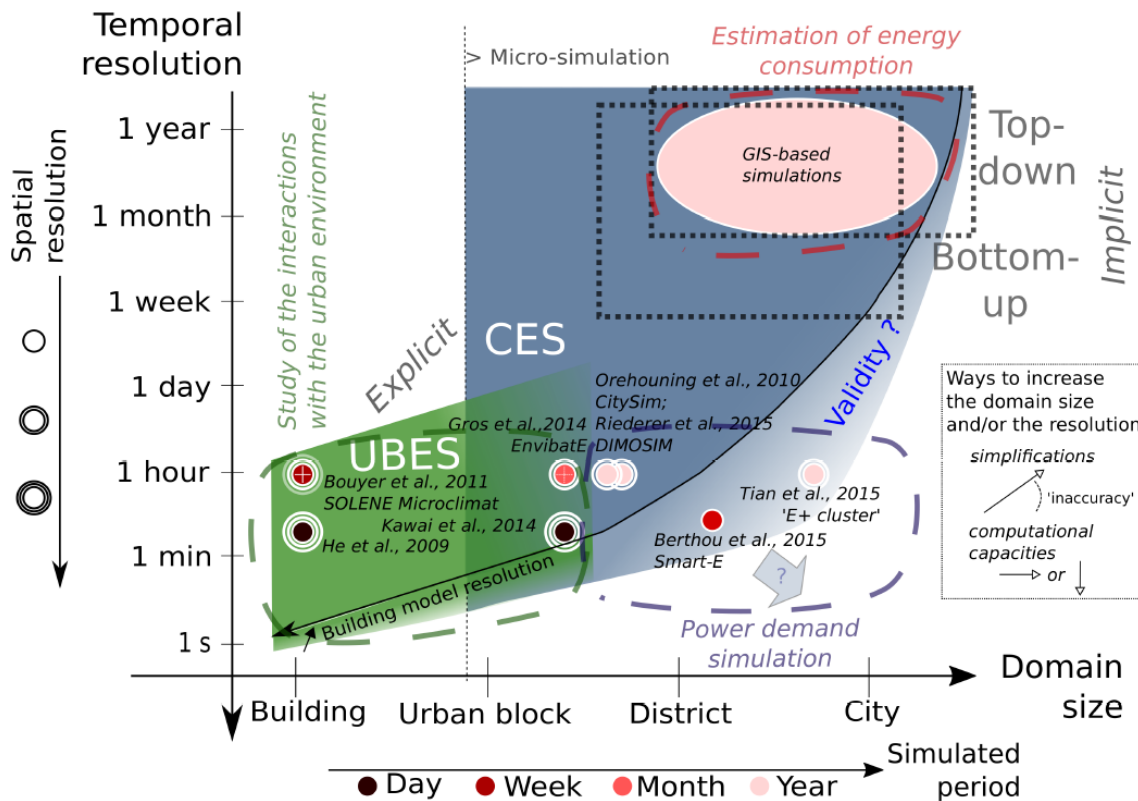 Temporal
resolution
> Micro-simulation
Estimation of energy
consumption
1 year
1 month
1 week
1 day
1 hour
1 min
1 s
Spatial
resolution
Study of the interactions
with the urban environment
GIS-based
simulations
Top-
down
Bottom-
up
Implicit
Explicit
CES
UBES
Validity ?
Orehouning et al., 2010
CitySim;
Riederer et al., 2015
DIMOSIM
Gros et al.,2014
EnvibatE
Bouyer et al., 2011
SOLENE Microclimat
Kawai et al., 2014
He et al., 2009
Tian et al., 2015
'E+ cluster'
Berthou et al., 2015
Smart-E
?
Building model resolution
Power demand
simulation
Ways to increase
the domain size
and/or the resolution
simplifications
'inaccuracy'
computational
capacities
or
Building
Urban block
District
City
Domain
size
Simulated
period
Day
Week
Month
Year